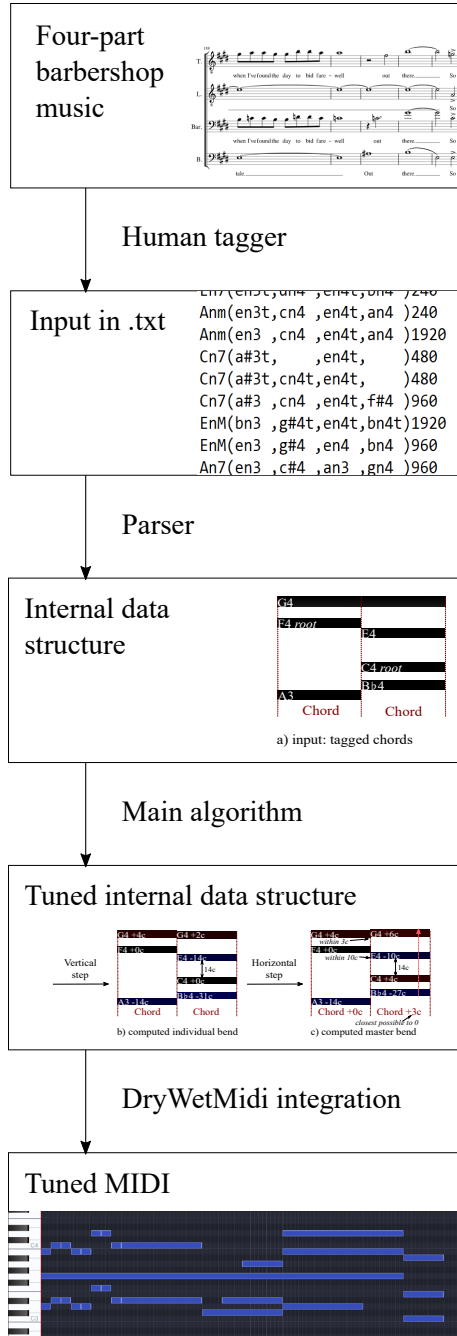 Four-part
barbershop
music
T.
when I've found the day to bid fare - well out there. So
L.
So
Bar.
when I've found the day to bid fare - well out there. So
B.
tale. Out there. So
Human tagger
Input in .txt
Anm(en3t,cn4 ,en4t,an4 )240
Anm(en3 ,cn4 ,en4t,an4 )1920
Cn7(a#3t, ,en4t, )480
Cn7(a#3t,cn4t,en4t, )480
Cn7(a#3 ,cn4 ,en4t,f#4 )960
EnM(bn3 ,g#4t,en4t,bn4t)1920
EnM(en3 ,g#4 ,en4 ,bn4 )960
An7(en3 ,c#4 ,an3 ,gn4 )960
Parser
Internal data
structure
G4
F4 root
E4
C4 root
Bb4
A3
Chord Chord
a) input: tagged chords
Main algorithm
Tuned internal data structure
Vertical
step
G4 +4c G4 +2c
F4 +0c
E4 -14c
14c
C4 +0c
A3 -14c Bb4 -31c
Chord Chord
b) computed individual bend
Horizontal
step
G4 +4c G4 +6c
within 3c
F4 +0c
within 10c
E4 -10c
14c
C4 +4c
A3 -14c Bb4 -27c
Chord +0c Chord +3c
closest possible to 0
c) computed master bend
DryWetMidi integration
Tuned MIDI
C4
C3